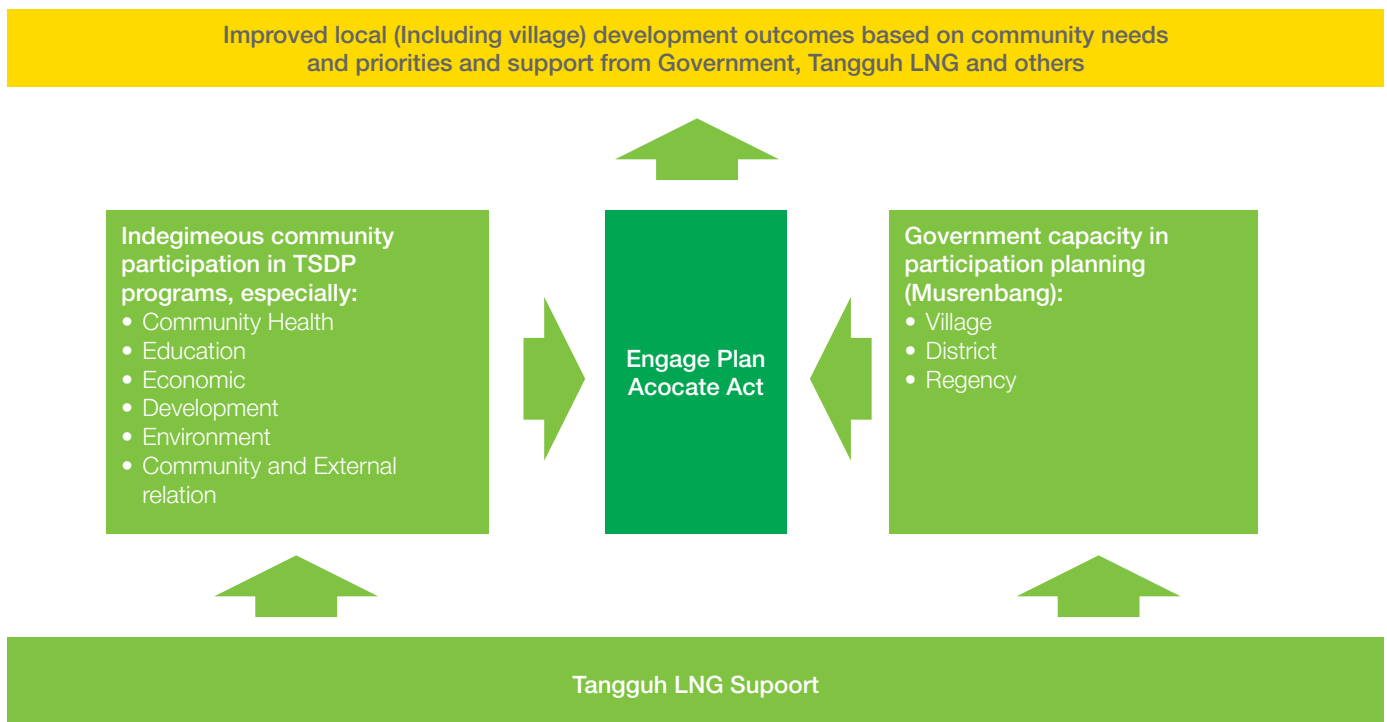 Improved local (Including village) development outcomes based on community needs
and priorities and support from Government, Tangguh LNG and others
Indegimeous community
participation in TSDP
programs, especially:
• Community Health
• Education
• Economic
• Development
• Environment
• Community and External
relation
Engage Plan
Acocate Act
Government capacity in
participation planning
(Musrenbang):
• Village
• District
• Regency
Tangguh LNG Supoort